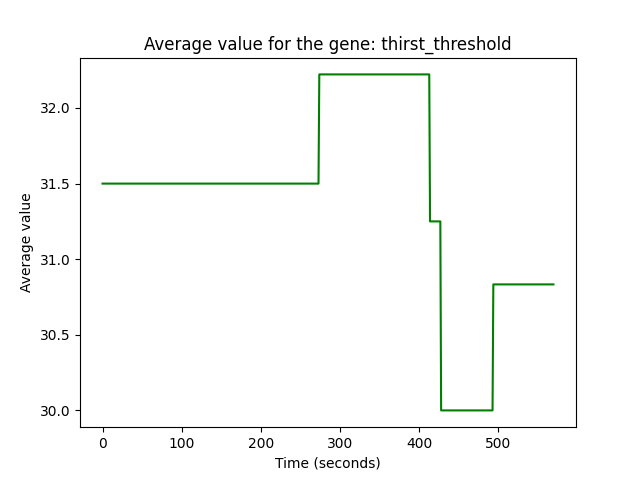 Average value for the gene: thirst_threshold
32.0
31.5
31.0
30.5
30.0
Average value
0 100 200 300 400 500
Time (seconds)